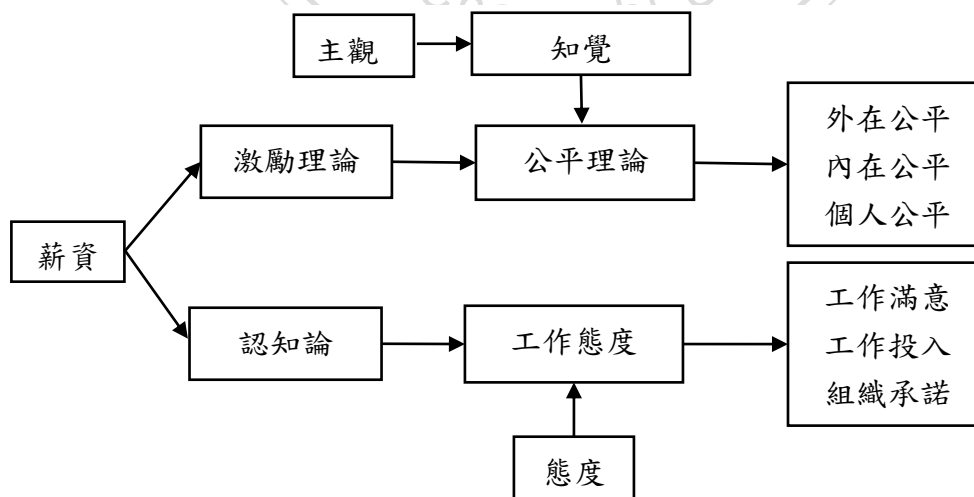 主觀
知覺
激勵理論
公平理論
外在公平
內在公平
個人公平
薪資
認知論
工作態度
工作滿意
工作投入
組織承諾
態度